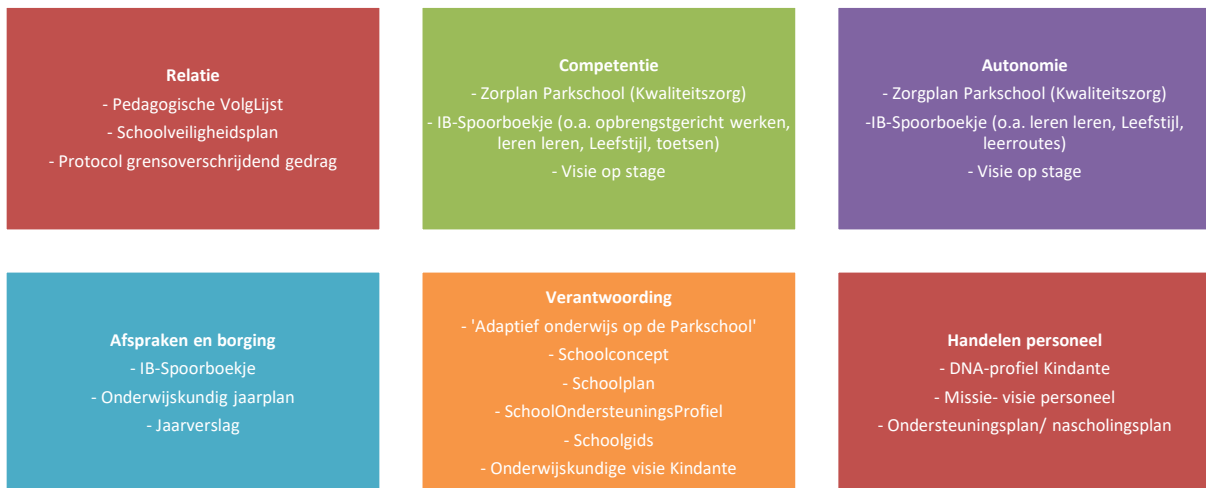 Relatie
- Pedagogische VolgLijst
- Schoolveiligheidsplan
- Protocol grensoverschrijdend gedrag
Competentie
- Zorplan Parkschool (Kwaliteitszorg)
- IB-Spoorboekje (o.a. opbrengstgericht werken,
leren leren, Leefstijl, toetsen)
- Visie op stage
Autonomie
- Zorgplan Parkschool (Kwaliteitszorg)
-IB-Spoorboekje (o.a. leren leren, Leefstijl,
leerroutes)
- Visie op stage
Afspraken en borging
- IB-Spoorboekje
- Onderwijskundig jaarplan
- Jaarverslag
Verantwoording
- 'Adaptief onderwijs op de Parkschool'
- Schoolconcept
- Schoolplan
- SchoolOndersteuningsProfiel
- Schoolgids
- Onderwijskundige visie Kindante
Handelen personeel
- DNA-profiel Kindante
- Missie- visie personeel
- Ondersteuningsplan/ nascholingsplan